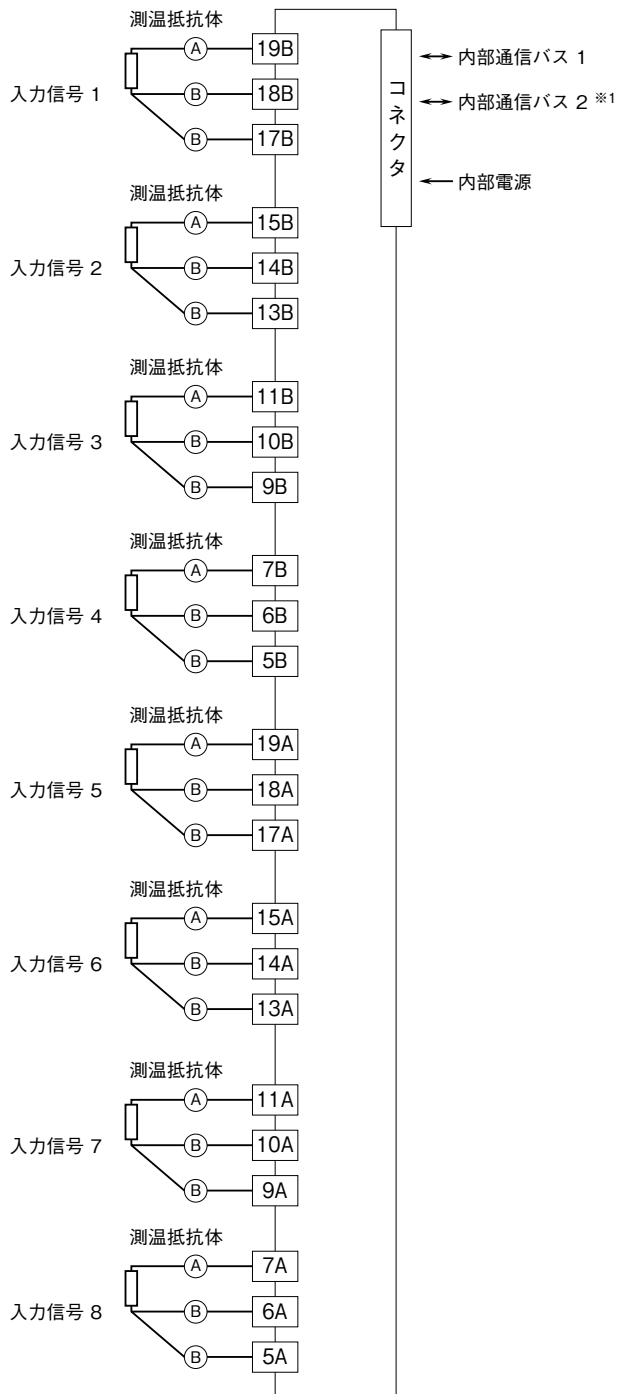 測温抵抗体
A 19B
入力信号 1 B 18B
B 17B
コネクタ
内部通信バス 1
内部通信バス 2 ※1
内部電源
測温抵抗体
A 15B
入力信号 2 B 14B
B 13B
測温抵抗体
A 11B
入力信号 3 B 10B
B 9B
測温抵抗体
A 7B
入力信号 4 B 6B
B 5B
測温抵抗体
A 19A
入力信号 5 B 18A
B 17A
測温抵抗体
A 15A
入力信号 6 B 14A
B 13A
測温抵抗体
A 11A
入力信号 7 B 10A
B 9A
測温抵抗体
A 7A
入力信号 8 B 6A
B 5A